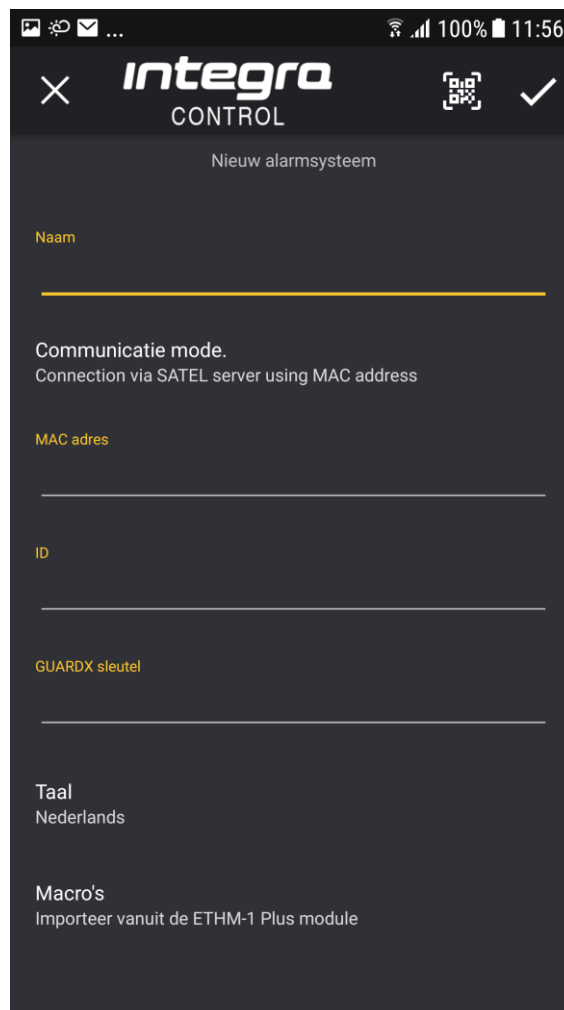 ... 100% 11:56
Integra
CONTROL
Nieuw alarmsysteem
Naam
Communicatie mode.
Connection via SATEL server using MAC address
MAC adres
ID
GUARDX sleutel
Taal
Nederlands
Macro's
Importeer vanuit de ETHM-1 Plus module